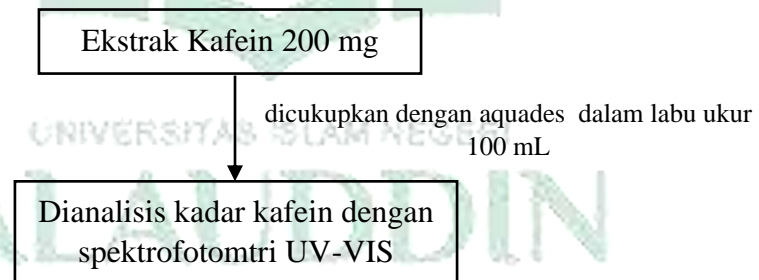 Ekstrak Kafein 200 mg
dicukupkan dengan aquades dalam labu ukur
100 mL
UNIVERSITAS ISLAM NEGERI
ALAUDDIN
Dianalisis kadar kafein dengan
spektrofotomtri UV-VIS